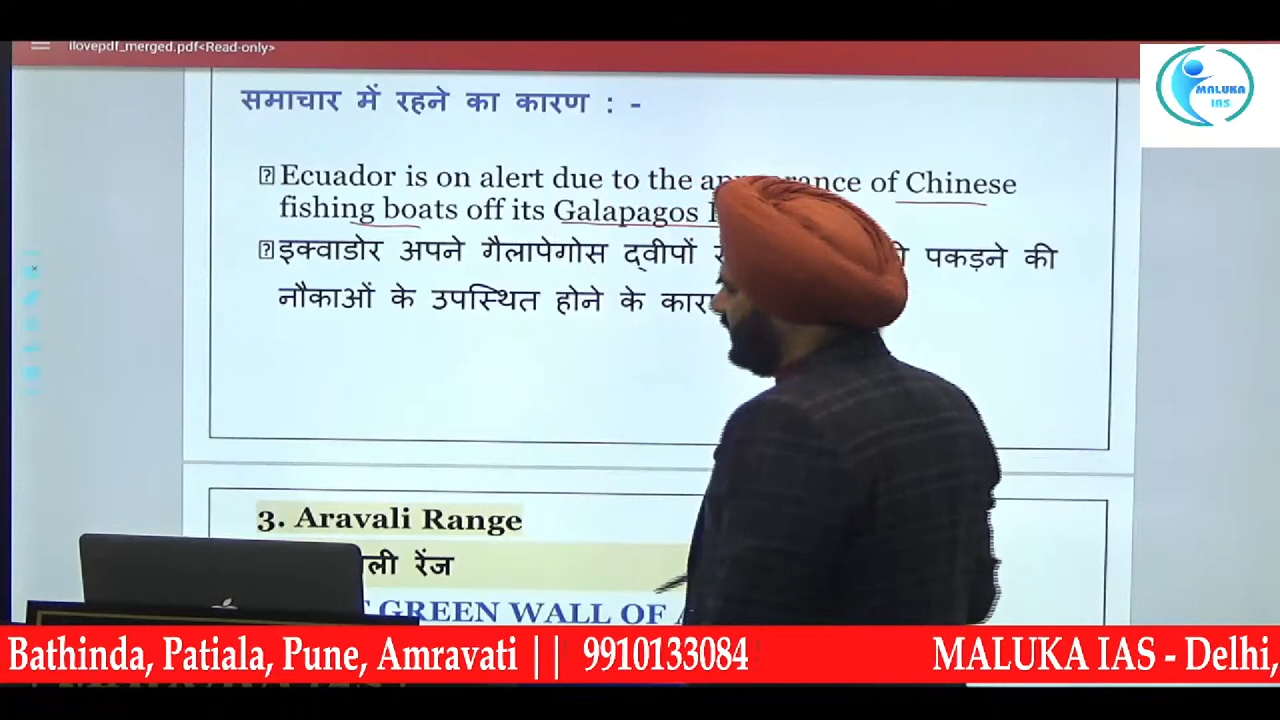 ilovepdf_merged.pdf<Read-only>
MALUKA
IAS
समाचार में रहने का कारण : -
Ecuador is on alert due to the appearance of Chinese
fishing boats off its Galapagos
इक्वाडोर अपने गैलापेगोस द्वीपों पकड़ने की
नौकाओं के उपस्थित होने के
3. Aravali Range
रेंज
GREEN WALL OF
Bathinda, Patiala, Pune, Amravati || 9910133084 MALUKA IAS - Delhi,